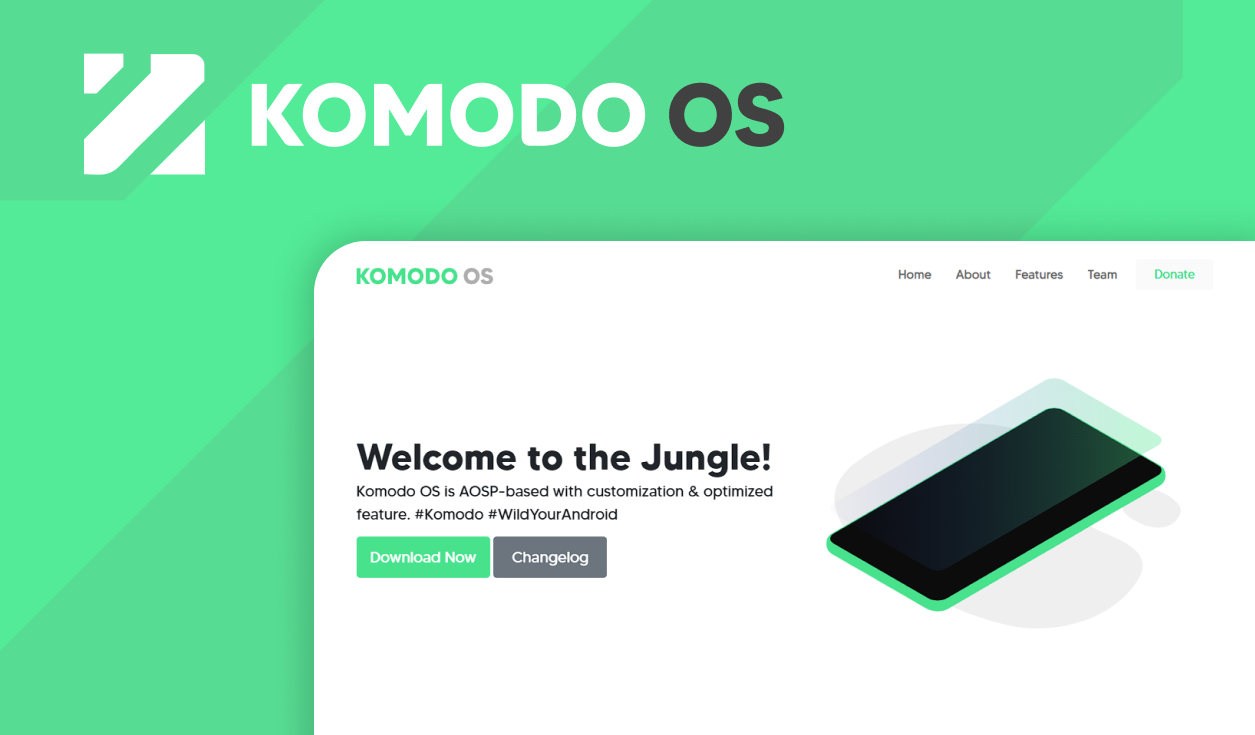 KOMODO OS
KOMODO OS
Home About Features Team Donate
Welcome to the Jungle!
Komodo OS is AOSP-based with customization & optimized
feature. #Komodo #WildYourAndroid
Download Now Changelog